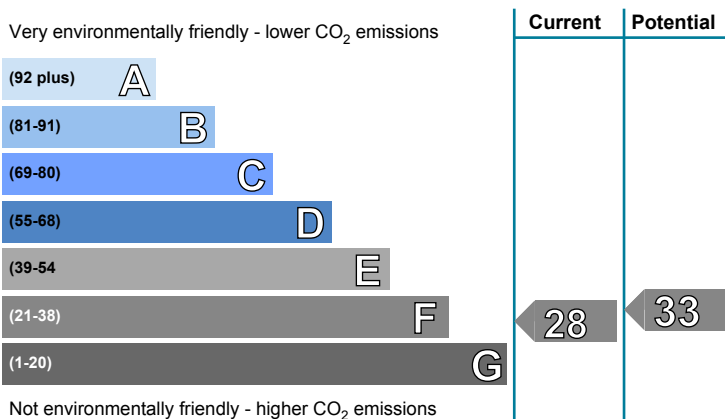 Current Potential
Very environmentally friendly - lower CO₂ emissions
(92 plus) A
(81-91) B
(69-80) C
(55-68) D
(39-54 E
(21-38) F
28 33
(1-20) G
Not environmentally friendly - higher CO₂ emissions